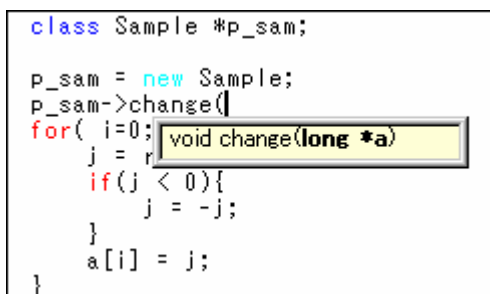 class Sample *p_sam;
p_sam = new Sample;
p_sam->change(
for( i=0;
void change(long *a)
j = r
if(j < 0){
j = -j;
}
a[i] = j;
}